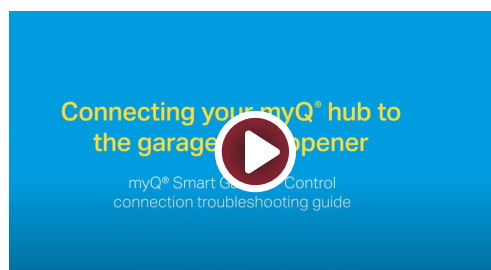 Connecting your myQ® hub to
the garage opener
myQ® Smart Control
connection troubleshooting guide